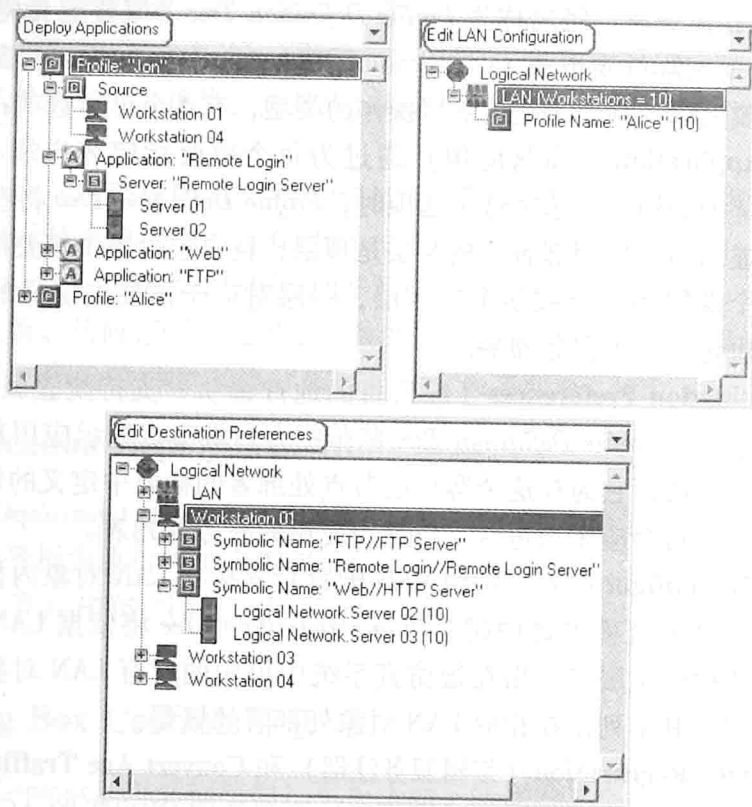 Deploy Applications
Profile: "Jon"
Source
Workstation 01
Workstation 04
Application: "Remote Login"
Server: "Remote Login Server"
Server 01
Server 02
Application: "Web"
Application: "FTP"
Profile: "Alice"
Edit LAN Configuration
Logical Network
LAN (Workstations = 10)
Profile Name: "Alice" (10)
Edit Destination Preferences
Logical Network
LAN
Workstation 01
Symbolic Name: "FTP//FTP Server"
Symbolic Name: "Remote Login//Remote Login Server"
Symbolic Name: "Web//HTTP Server"
Logical Network.Server 02 (10)
Logical Network.Server 03 (10)
Workstation 03
Workstation 04